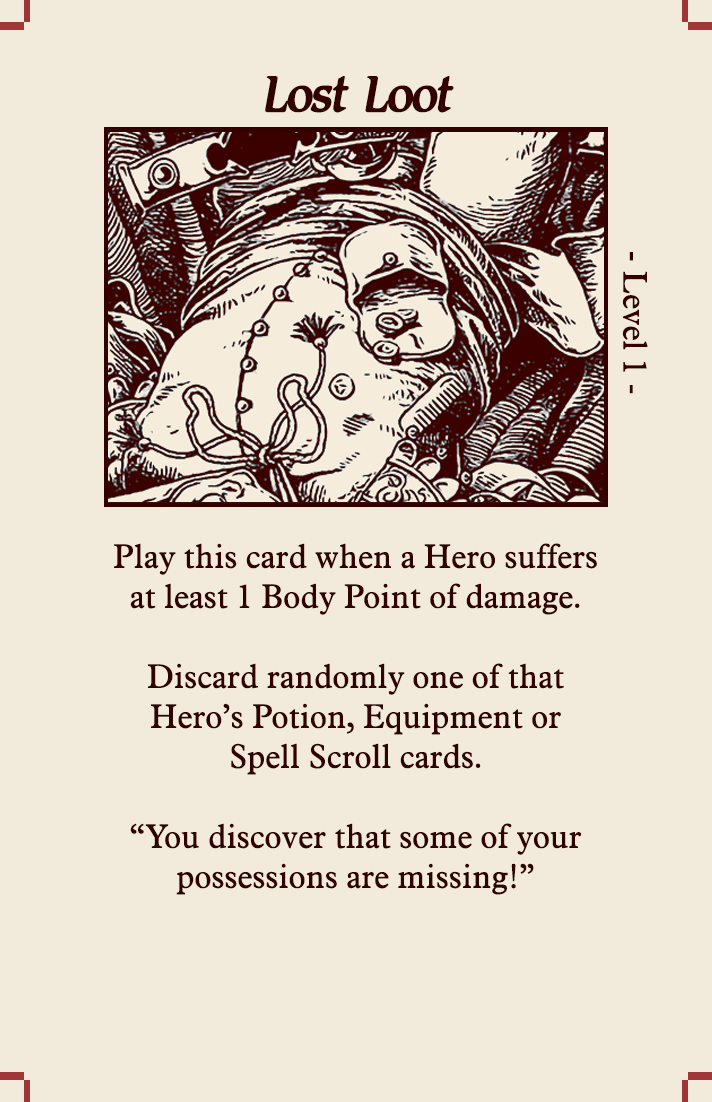 Lost Loot
- Level 1 -
Play this card when a Hero suffers
at least 1 Body Point of damage.
Discard randomly one of that
Hero’s Potion, Equipment or
Spell Scroll cards.
“You discover that some of your
possessions are missing!”